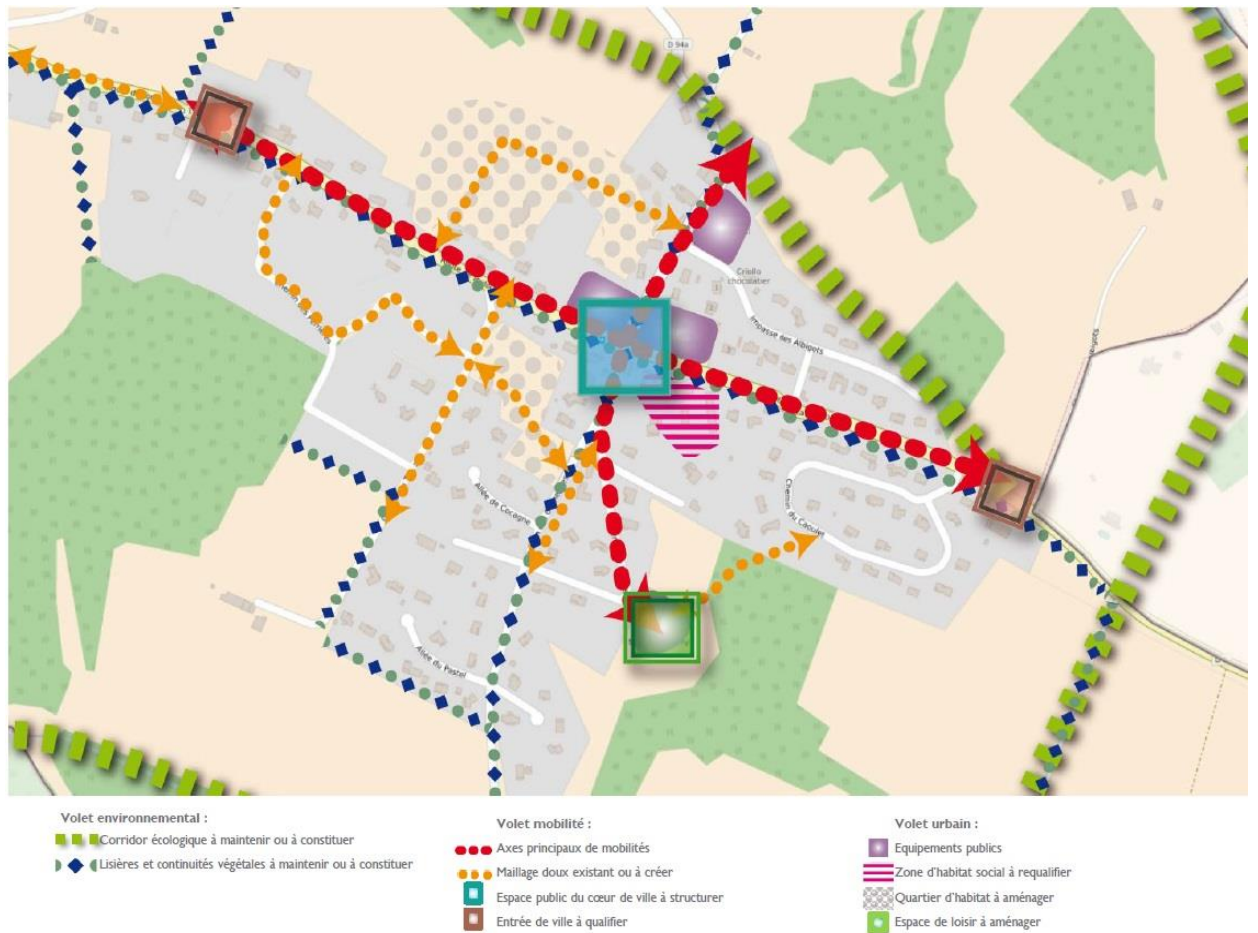 D 94a
Criollo
chocolatier
Impasse des Albigots
Chemin du Caculet
Allée de Cocagne
Allée du Pastel
Volet environnemental :
Corridor écologique à maintenir ou à constituer
Lisières et continuités végétales à maintenir ou à constituer
Volet mobilité :
Axes principaux de mobilités
Maillage doux existant ou à créer
Espace public du cœur de ville à structurer
Entrée de ville à qualifier
Volet urbain :
Equipements publics
Zone d'habitat social à requalifier
Quartier d'habitat à aménager
Espace de loisir à aménager